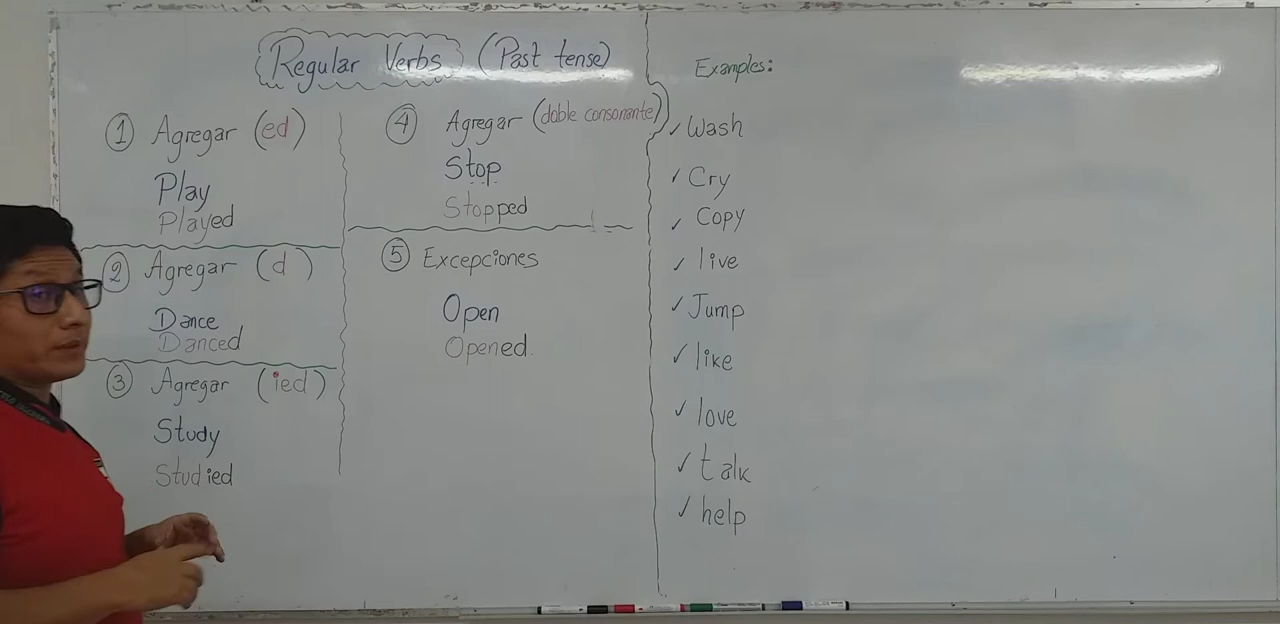 Regular Verbs (Past tense)
① Agregar (ed)
Play
Played
② Agregar (d)
Dance
Danced
③ Agregar (ied)
Study
Studied
④ Agregar (doble consonante)
Stop
Stopped
⑤ Excepciones
Open
Opened.
Examples:
✓ Wash
✓ Cry
✓ Copy
✓ live
✓ Jump
✓ like
✓ love
✓ talk
✓ help